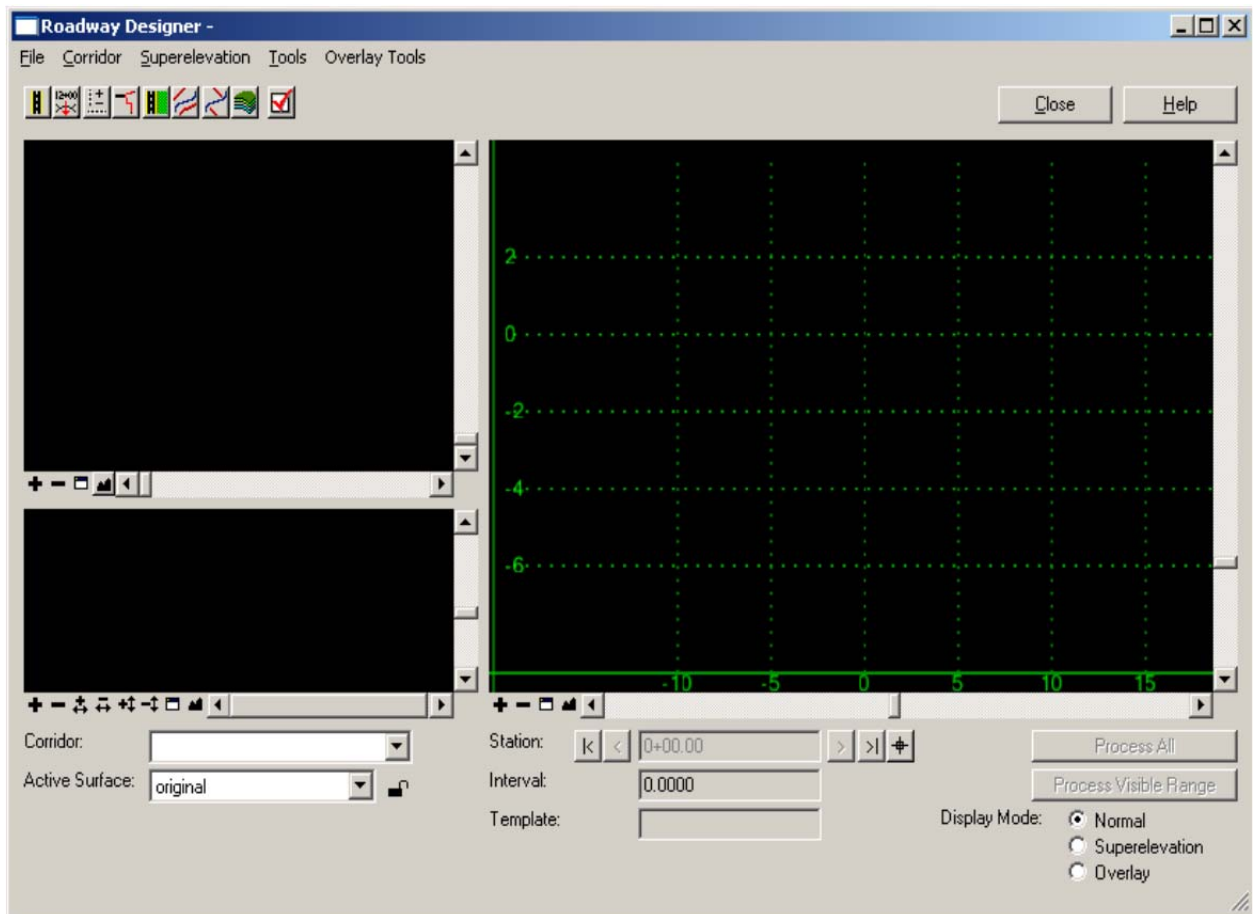 Roadway Designer -
File Corridor Superelevation Tools Overlay Tools
12+00
Close Help
2
0
-2
-4
-6
-10 -5 0 5 10 15
Corridor:
Active Surface: original
Station: 0+00.00
Interval: 0.0000
Template:
Process All
Process Visible Range
Display Mode: Normal
Superelevation
Overlay